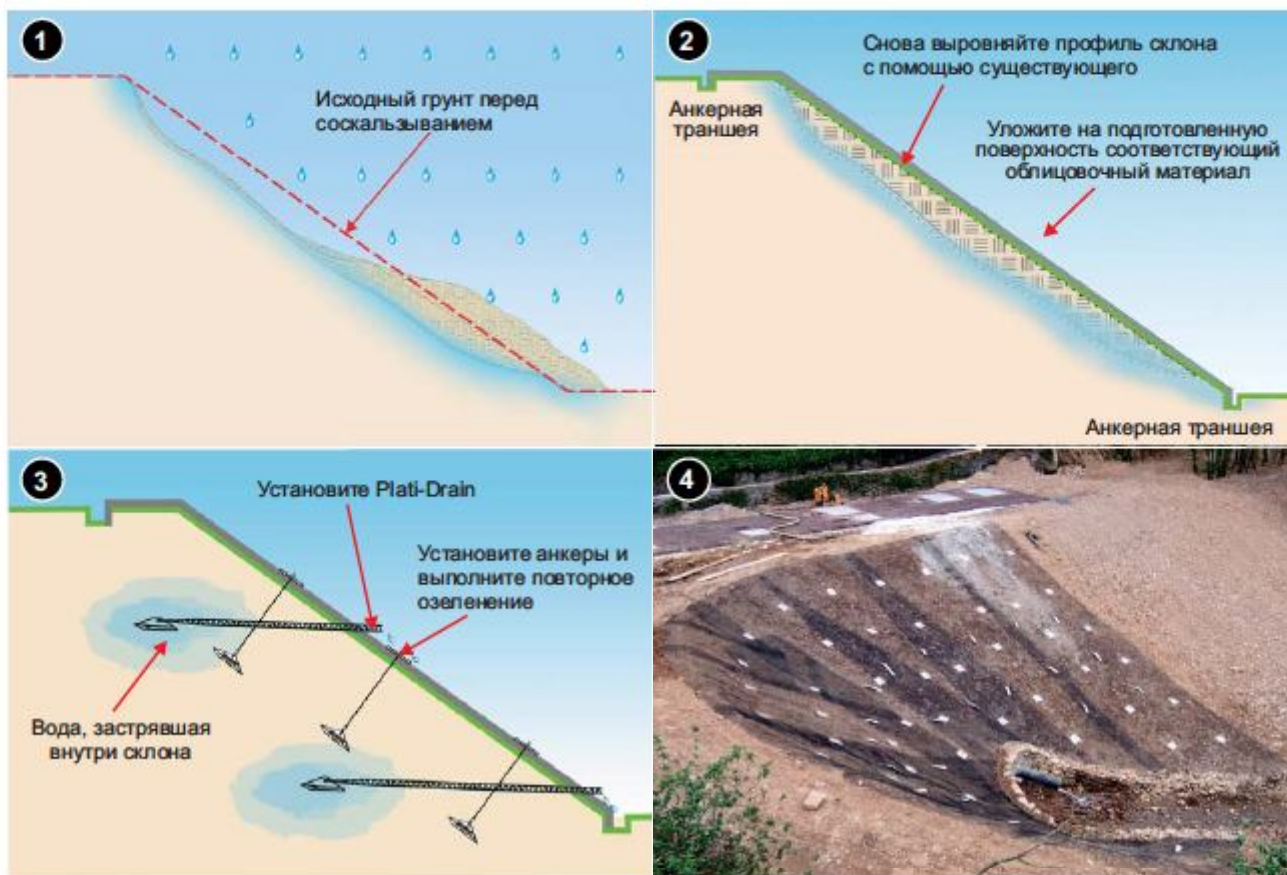 1
Исходный грунт перед
соскальзыванием
2
Снова выровняйте профиль склона
с помощью существующего
Анкерная
траншея
Уложите на подготовленную
поверхность соответствующий
облицовочный материал
Анкерная траншея
3
Установите Plati-Drain
Установите анкеры и
выполните повторное
озеленение
Вода, застрявшая
внутри склона
4